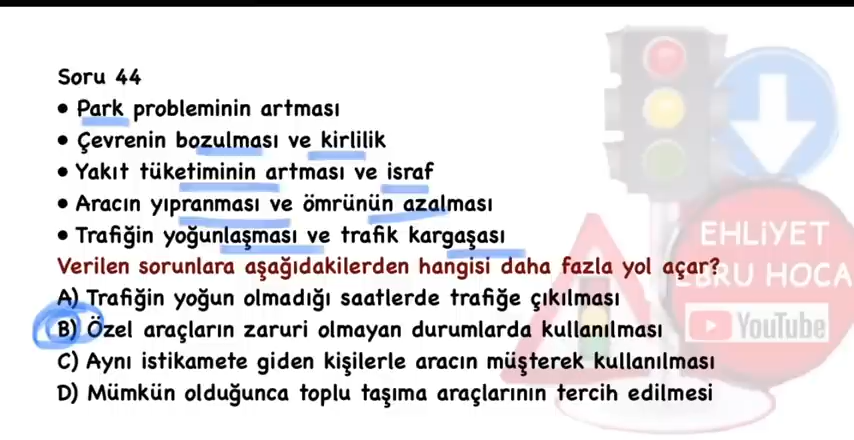 Soru 44
• Park probleminin artması
• Çevrenin bozulması ve kirlilik
• Yakıt tüketiminin artması ve israf
• Aracın yıpranması ve ömrünün azalması
• Trafiğin yoğunlaşması ve trafik kargaşası
Verilen sorunlara aşağıdakilerden hangisi daha fazla yol açar?
A) Trafiğin yoğun olmadığı saatlerde trafiğe çıkılması
B) Özel araçların zaruri olmayan durumlarda kullanılması
C) Aynı istikamete giden kişilerle aracın müşterek kullanılması
D) Mümkün olduğunca toplu taşıma araçlarının tercih edilmesi
EHLİYET
EBRU HOCA
YouTube